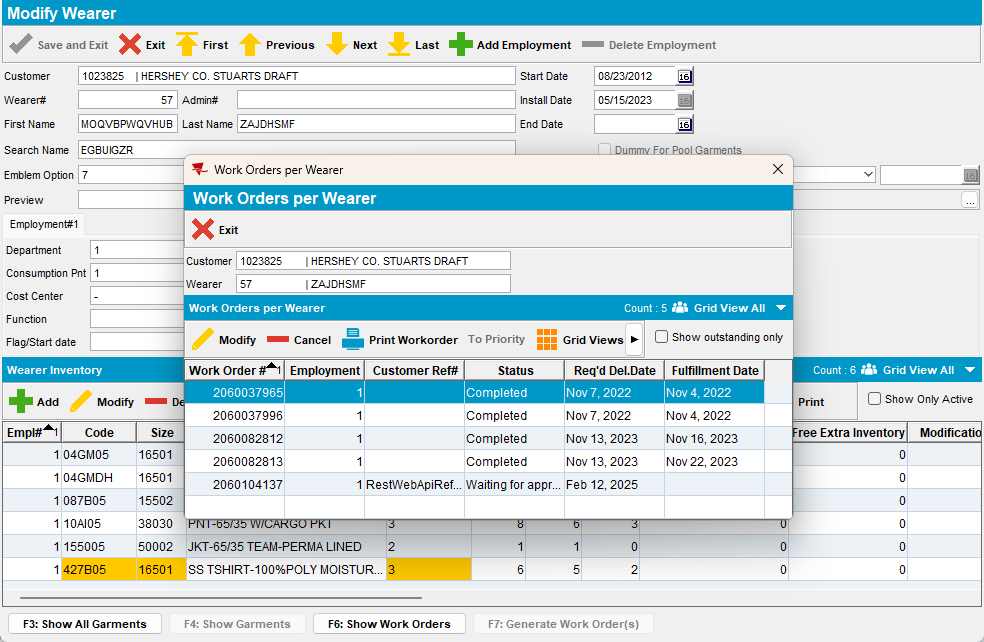 Modify Wearer
Save and Exit Exit First Previous Next Last Add Employment Delete Employment
Customer 1023825 | HERSHEY CO. STUARTS DRAFT Start Date 08/23/2012 16
Wearer# 57 Admin# Install Date 05/15/2023 16
First Name MOQVBPWQVHUB Last Name ZAJDHSMF End Date 16
Search Name EGBUIGZR Dummy For Pool Garments
Emblem Option 7 16
Preview ...
Employment#1
Department 1
Consumption Pnt 1
Cost Center -
Function
Flag/Start date
Work Orders per Wearer
Work Orders per Wearer
Exit
Customer 1023825 | HERSHEY CO. STUARTS DRAFT
Wearer 57 | ZAJDHSMF
Work Orders per Wearer Count : 5 Grid View All
Modify Cancel Print Workorder To Priority Grid Views Show outstanding only
Work Order # 1 Employment Customer Ref# Status Req'd Del.Date Fulfillment Date
2060037965 1 Completed Nov 7, 2022 Nov 4, 2022
2060037996 1 Completed Nov 7, 2022 Nov 4, 2022
2060082812 1 Completed Nov 13, 2023 Nov 16, 2023
2060082813 1 Completed Nov 13, 2023 Nov 22, 2023
2060104137 1 RestWebApiRef... Waiting for appr... Feb 12, 2025
Wearer Inventory Count : 6 Grid View All
Add Modify De Print Show Only Active
Empl# 1 Code Size Free Extra Inventory Modificatio
1 04GM05 16501 0
1 04GMDH 16501 0
1 087B05 15502 0
1 10AI05 38030 PNT-65/35 W/CARGO PKT 3 8 6 3 0 0
1 155005 50002 JKT-65/35 TEAM-PERMA LINED 2 1 1 0 0 0
1 427B05 16501 SS TSHIRT-100%POLY MOISTUR... 3 6 5 2 0 0
F3: Show All Garments F4: Show Garments F6: Show Work Orders F7: Generate Work Order(s)